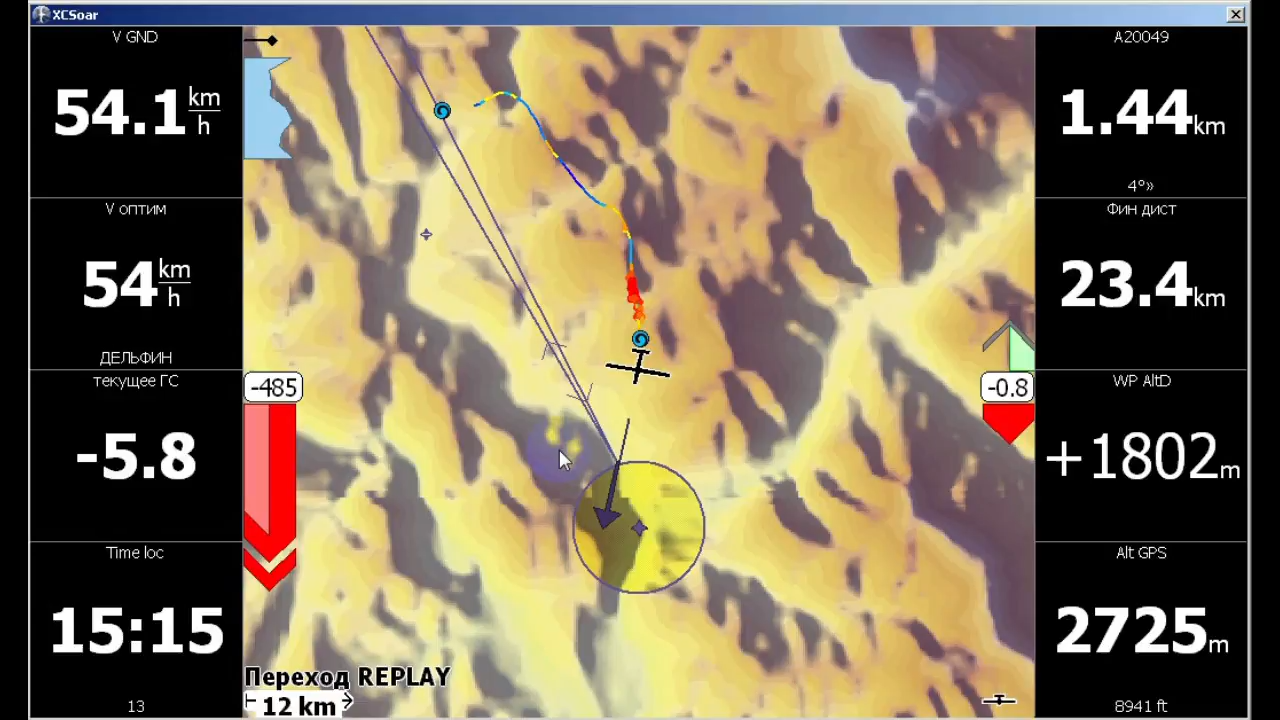 XCSoar
V GND
54.1 km/h
V оптим
54 km/h
ДЕЛЬФИН
текущее ГС
-5.8
Time loc
15:15
13
-485
Переход REPLAY
12 km
-0.8
A20049
1.44 km
4°»
Фин дист
23.4 km
WP AltD
+1802 m
Alt GPS
2725 m
8941 ft